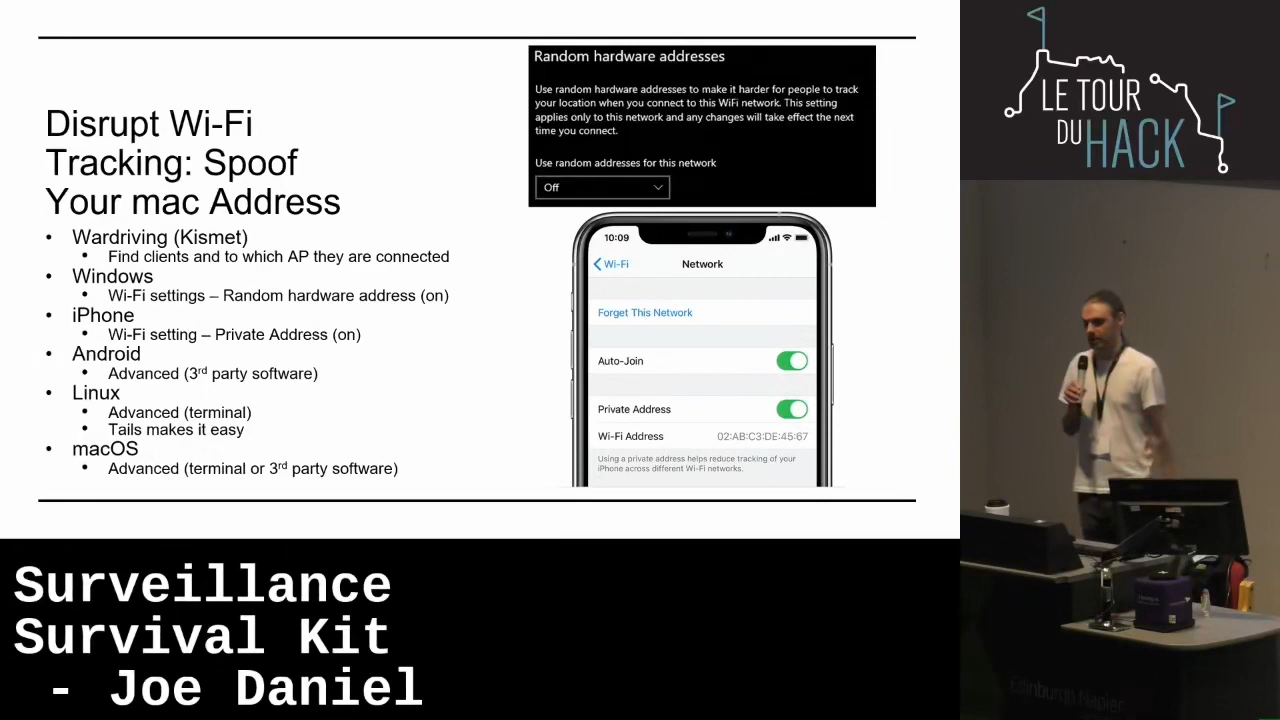 Disrupt Wi-Fi
Tracking: Spoof
Your mac Address
• Wardriving (Kismet)
• Find clients and to which AP they are connected
• Windows
• Wi-Fi settings – Random hardware address (on)
• iPhone
• Wi-Fi setting – Private Address (on)
• Android
• Advanced (3rd party software)
• Linux
• Advanced (terminal)
• Tails makes it easy
• macOS
• Advanced (terminal or 3rd party software)
Random hardware addresses
Use random hardware addresses to make it harder for people to track
your location when you connect to this WiFi network. This setting
applies only to this network and any changes will take effect the next
time you connect.
Use random addresses for this network
Off
10:09
Wi-Fi
Network
Forget This Network
Auto-Join
Private Address
Wi-Fi Address 02:AB:C3:DE:45:67
Using a private address helps reduce tracking of your
iPhone across different Wi-Fi networks.
LE TOUR
DU HACK
Edinburgh Napier
Surveillance
Survival Kit
- Joe Daniel